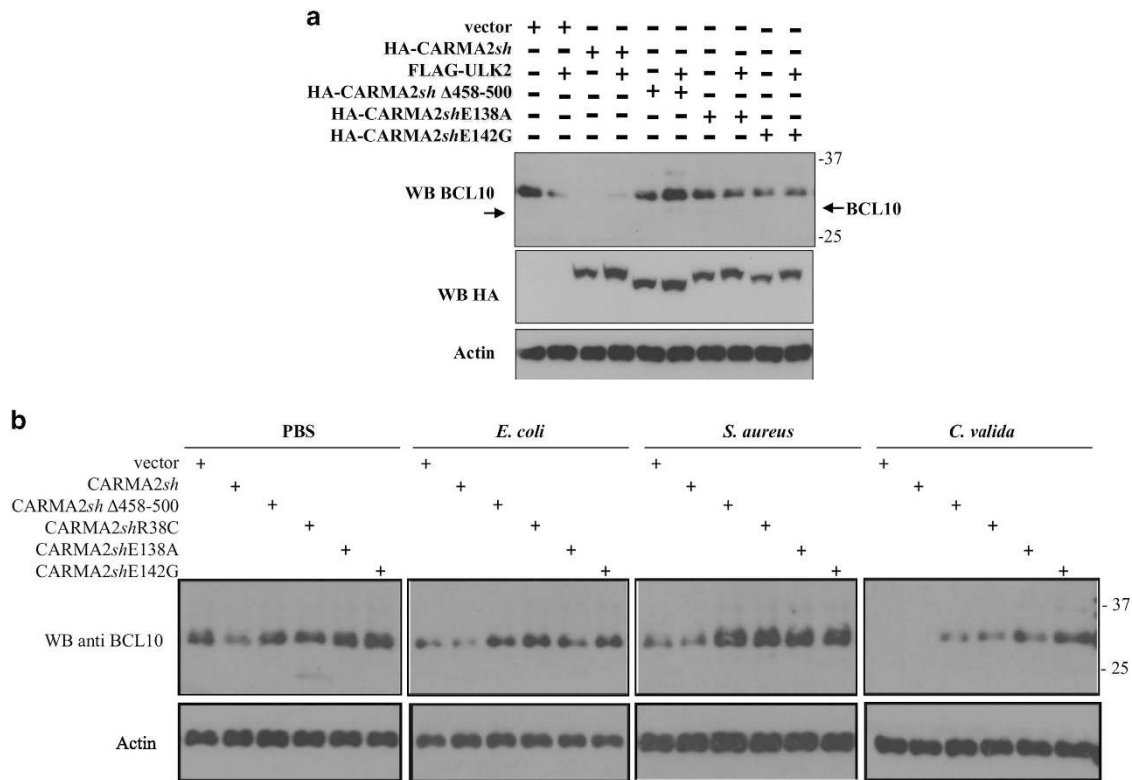 a
vector + + - - - - - - - -
HA-CARMA2sh - - + + - - - - - -
FLAG-ULK2 - + - + - + - + - +
HA-CARMA2sh Δ458-500 - - - - + + - - - -
HA-CARMA2shE138A - - - - - - + + - -
HA-CARMA2shE142G - - - - - - - - + +
-37
WB BCL10
BCL10
-25
WB HA
Actin
b
PBS E. coli S. aureus C. valida
vector + + + +
CARMA2sh + + + +
CARMA2sh Δ458-500 + + + +
CARMA2shR38C + + + +
CARMA2shE138A + + + +
CARMA2shE142G + + + +
- 37
WB anti BCL10
- 25
Actin